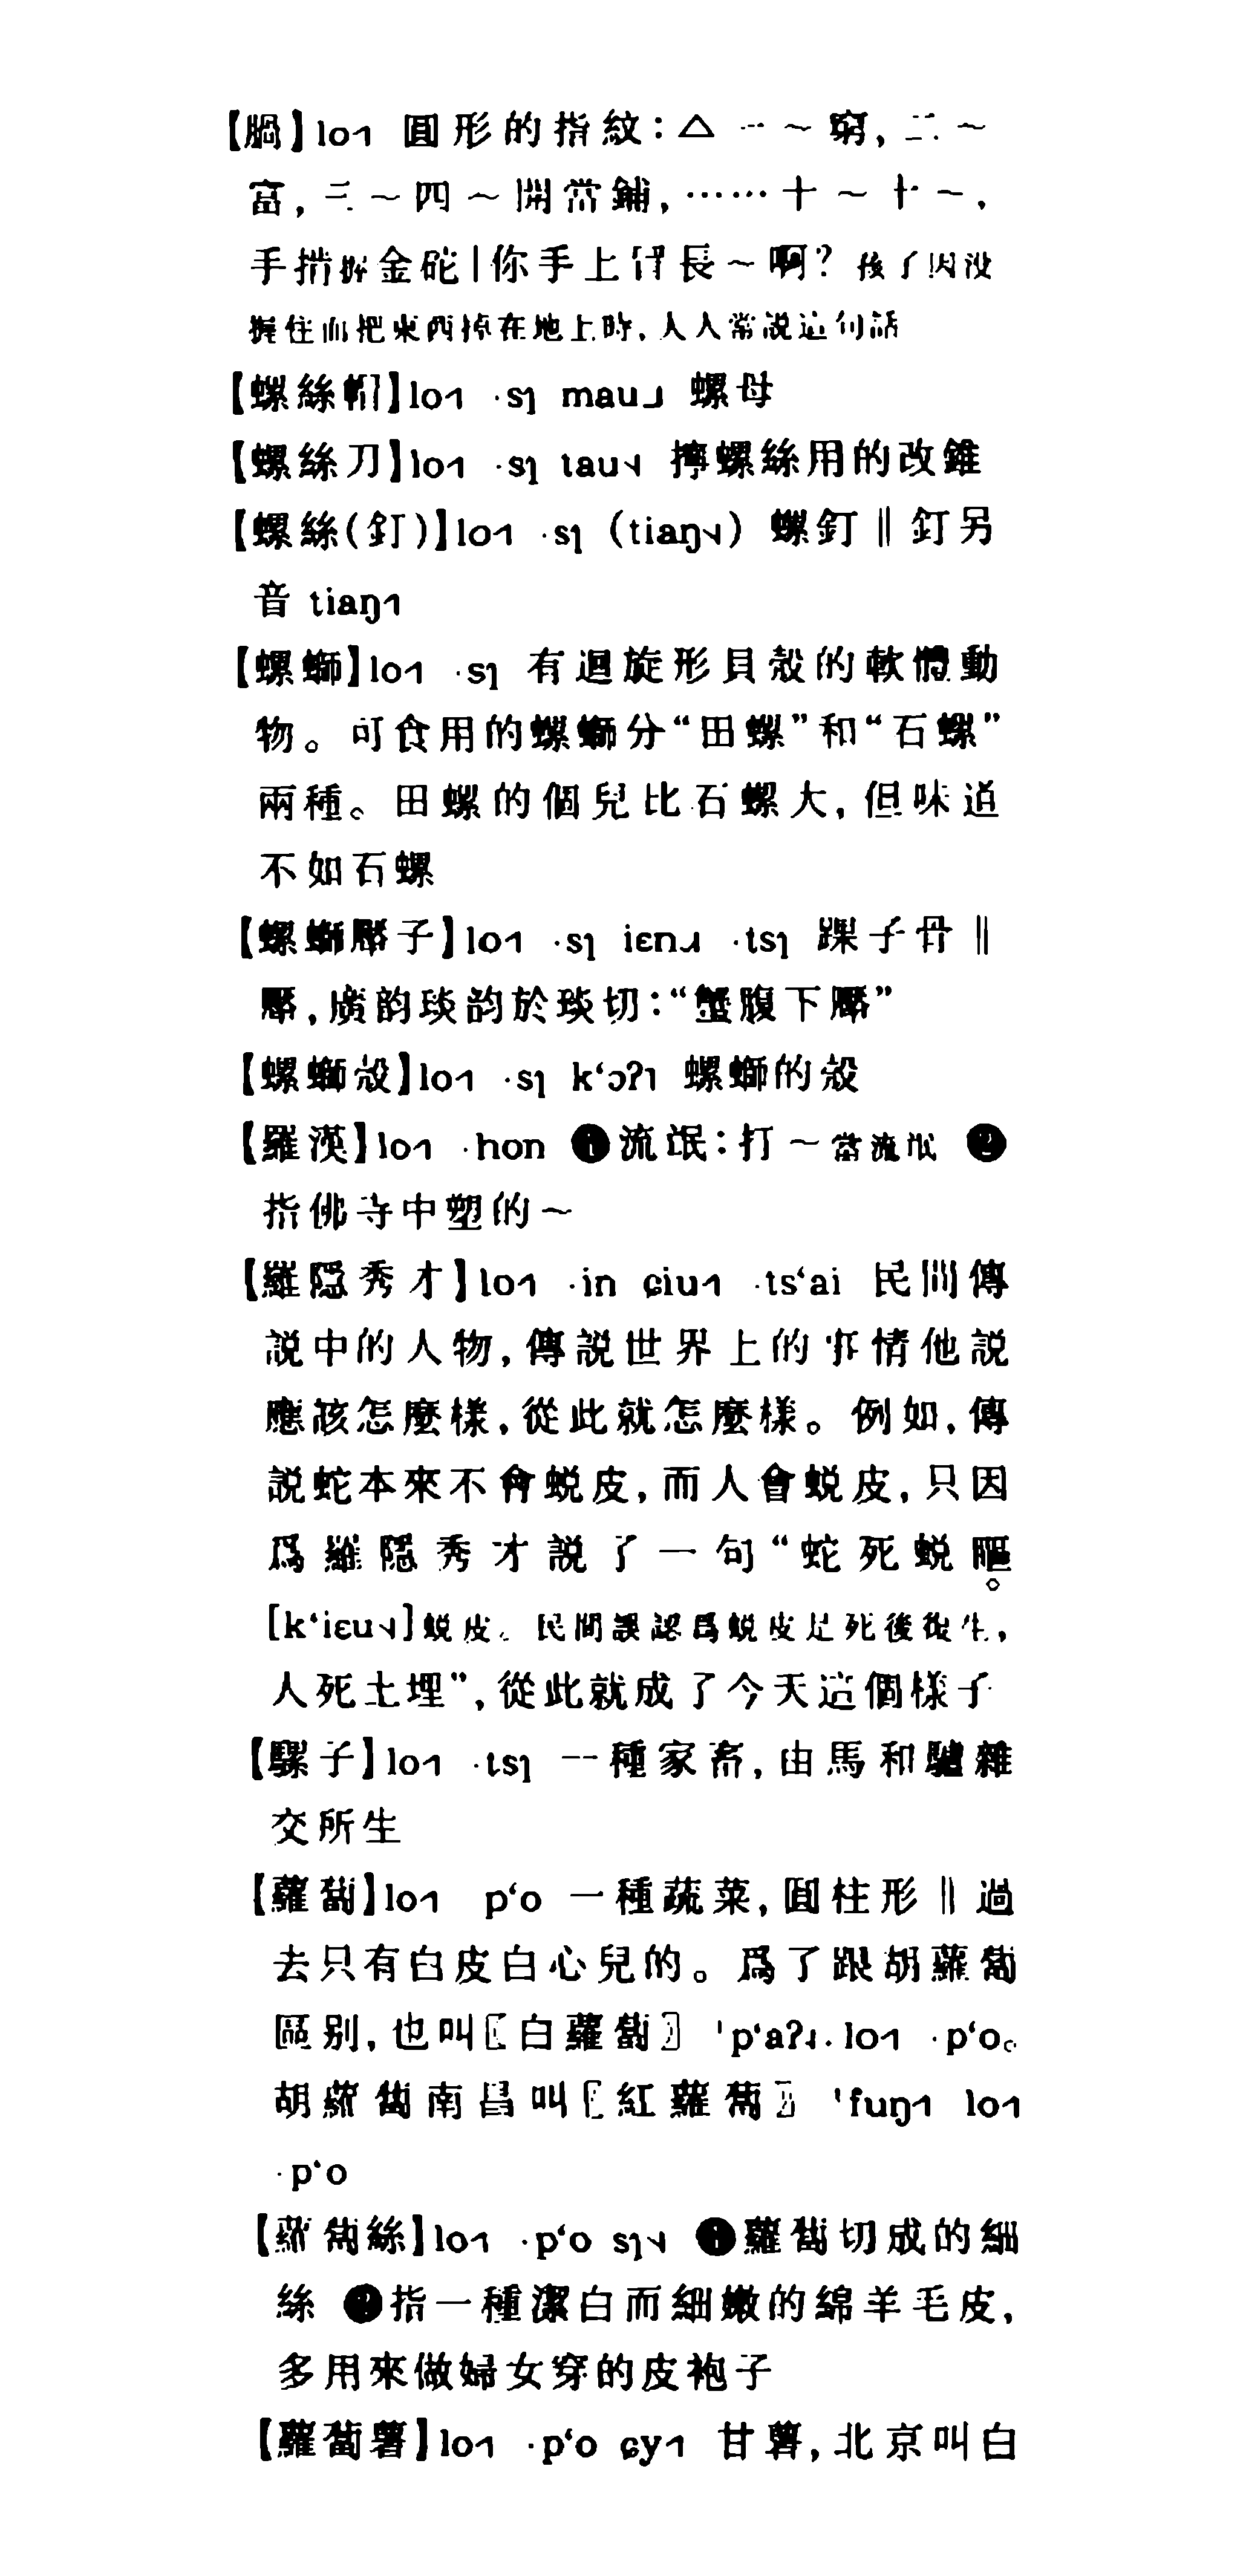 【腡】lo˧˥ 圓形的指紋：△一～窮，二～
富，三～四～開當鋪，……十～十～，
手揩握金砣|你手上冇長～啊？孩子因没
握住而把東西掉在地上時，人人常説這句話
【螺絲帽】lo˧˥ ·sɿ mau˩ 螺母
【螺絲刀】lo˧˥ ·sɿ tau˦˨ 擰螺絲用的改錐
【螺絲(釘)】lo˧˥ ·sɿ (tiaŋ˦˨) 螺釘‖釘另
音 tiaŋ˧˥
【螺螄】lo˧˥ ·sɿ 有迴旋形貝殼的軟體動
物。可食用的螺螄分“田螺”和“石螺”
兩種。田螺的個兒比石螺大，但味道
不如石螺
【螺螄厴子】lo˧˥ ·sɿ iɛn˨˩ ·tsɿ 踝子骨‖
厴，廣韵琰韵於琰切：“蟹腹下厴”
【螺螄殼】lo˧˥ ·sɿ k‘ɔʔ˥ 螺螄的殼
【羅漢】lo˧˥ ·hon ❶流氓：打～當流氓 ❷
指佛寺中塑的～
【羅隱秀才】lo˧˥ ·in ɕiu˧˥ ·ts‘ai 民間傳
説中的人物，傳説世界上的事情他説
應該怎麼樣，從此就怎麼樣。例如，傳
説蛇本來不會蜕皮，而人會蜕皮，只因
爲羅隱秀才説了一句“蛇死蜕䁱。
[k‘iɛu˦˨]蜕皮。民間誤認爲蜕皮是死後復生，
人死土埋”，從此就成了今天這個樣子
【騾子】lo˧˥ ·tsɿ 一種家畜，由馬和驢雜
交所生
【蘿蔔】lo˧˥ p‘o 一種蔬菜，圓柱形‖過
去只有白皮白心兒的。爲了跟胡蘿蔔
區别，也叫〖白蘿蔔〗ˈp‘aʔ˨˩·lo˧˥ ·p‘o。
胡蘿蔔南昌叫〖紅蘿蔔〗ˈfuŋ˧˥ lo˧˥
·p‘o
【蘿蔔絲】lo˧˥ ·p‘o sɿ˦˨ ❶蘿蔔切成的細
絲 ❷指一種潔白而細嫩的綿羊毛皮，
多用來做婦女穿的皮袍子
【蘿蔔薯】lo˧˥ ·p‘o ɕy˧˥ 甘薯，北京叫白